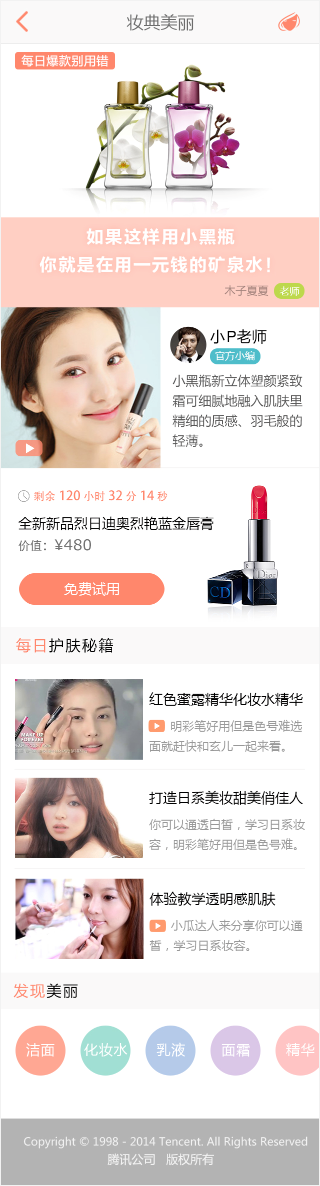 妆典美丽
每日爆款别用错
如果这样用小黑瓶
你就是在用一元钱的矿泉水！
木子夏夏 老师
小P老师
官方小编
小黑瓶新立体塑颜紧致
霜可细腻地融入肌肤里
精细的质感、羽毛般的
轻薄。
剩余 120 小时 32 分 14 秒
全新新品烈日迪奥烈艳蓝金唇膏
价值：¥480
免费试用
Dior
CD
每日护肤秘籍
红色蜜露精华化妆水精华
明彩笔好用但是色号难选
面就赶快和玄儿一起来看。
MAKE UP
FOREVER
打造日系美妆甜美俏佳人
你可以通透白皙，学习日系妆
容，明彩笔好用但是色号难。
体验教学透明感肌肤
小瓜达人来分享你可以通
皙，学习日系妆容。
发现美丽
洁面 化妆水 乳液 面霜 精华
Copyright © 1998 - 2014 Tencent. All Rights Reserved
腾讯公司 版权所有